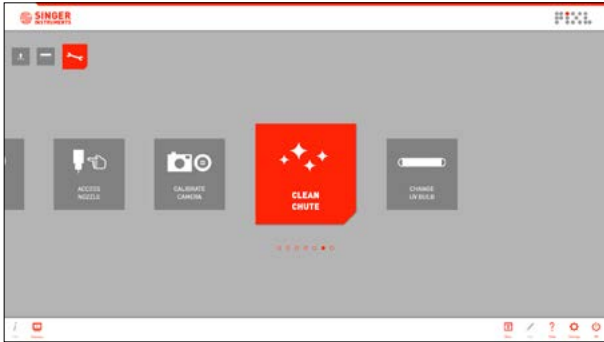 SINGER
INSTRUMENTS
PIXL
ACCESS
NOZZLE
CALIBRATE
CAMERA
CLEAN
CHUTE
CHANGE
UV BULB